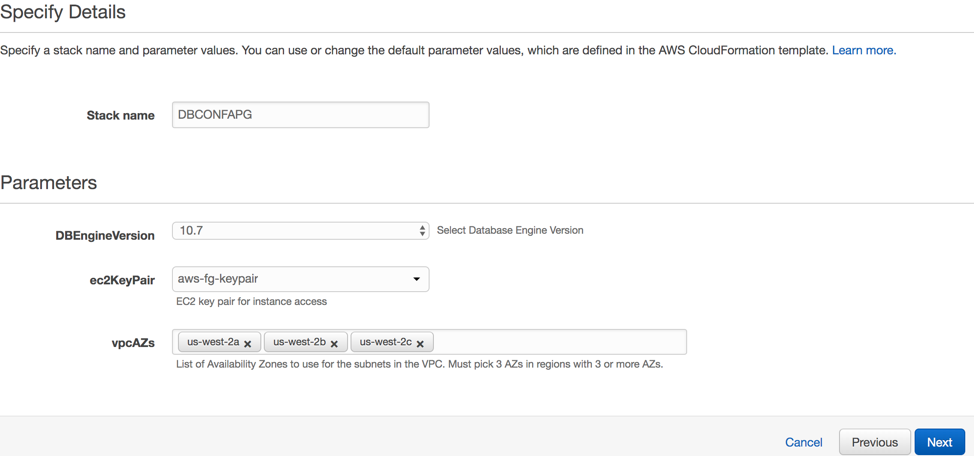 Specify Details
Specify a stack name and parameter values. You can use or change the default parameter values, which are defined in the AWS CloudFormation template. Learn more.
Stack name DBCONFAPG
Parameters
DBEngineVersion 10.7 Select Database Engine Version
ec2KeyPair aws-fg-keypair
EC2 key pair for instance access
vpcAZs us-west-2a us-west-2b us-west-2c
List of Availability Zones to use for the subnets in the VPC. Must pick 3 AZs in regions with 3 or more AZs.
Cancel Previous Next